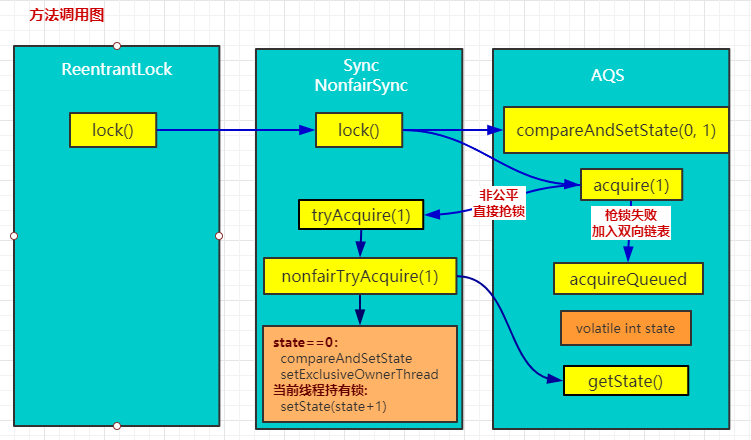 方法调用图
ReentrantLock
lock()
Sync
NonfairSync
lock()
tryAcquire(1)
nonfairTryAcquire(1)
state==0:
compareAndSetState
setExclusiveOwnerThread
当前线程持有锁:
setState(state+1)
非公平
直接抢锁
AQS
compareAndSetState(0, 1)
acquire(1)
枪锁失败
加入双向链表
acquireQueued
volatile int state
getState()